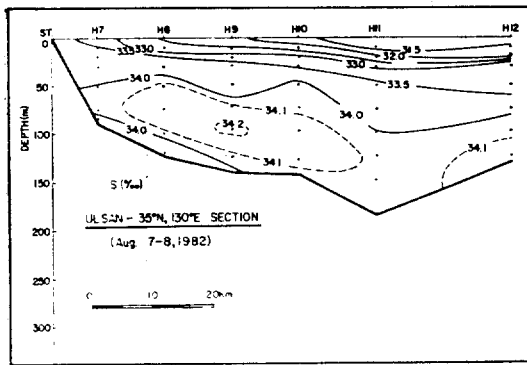 ST H7 H8 H9 H10 H11 H12
0
50
100
150
200
250
300
DEPTH(m)
33.5 33.0 31.5
32.0
33.0
33.5
34.0 34.0
34.1
34.2
34.0
34.1 34.1
S (‰)
ULSAN - 35°N, 130°E SECTION
(Aug. 7-8, 1982)
0 10 20km